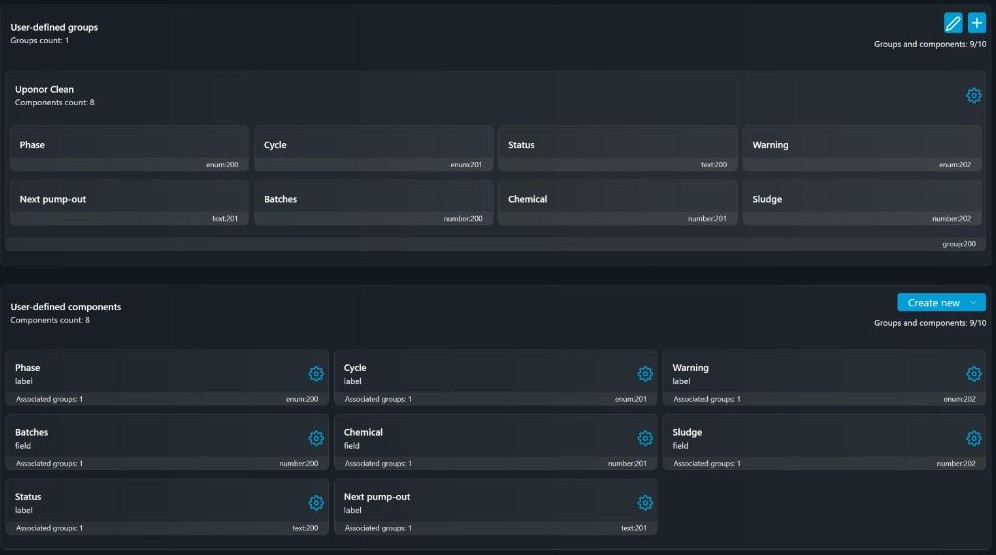 User-defined groups
Groups count: 1
Groups and components: 9/10
Uponor Clean
Components count: 8
Phase
enum:200
Cycle
enum:201
Status
text:200
Warning
enum:202
Next pump-out
text:201
Batches
number:200
Chemical
number:201
Sludge
number:202
group:200
User-defined components
Components count: 8
Create new
Groups and components: 9/10
Phase
label
Associated groups: 1
enum:200
Cycle
label
Associated groups: 1
enum:201
Warning
label
Associated groups: 1
enum:202
Batches
field
Associated groups: 1
number:200
Chemical
field
Associated groups: 1
number:201
Sludge
field
Associated groups: 1
number:202
Status
label
Associated groups: 1
text:200
Next pump-out
label
Associated groups: 1
text:201